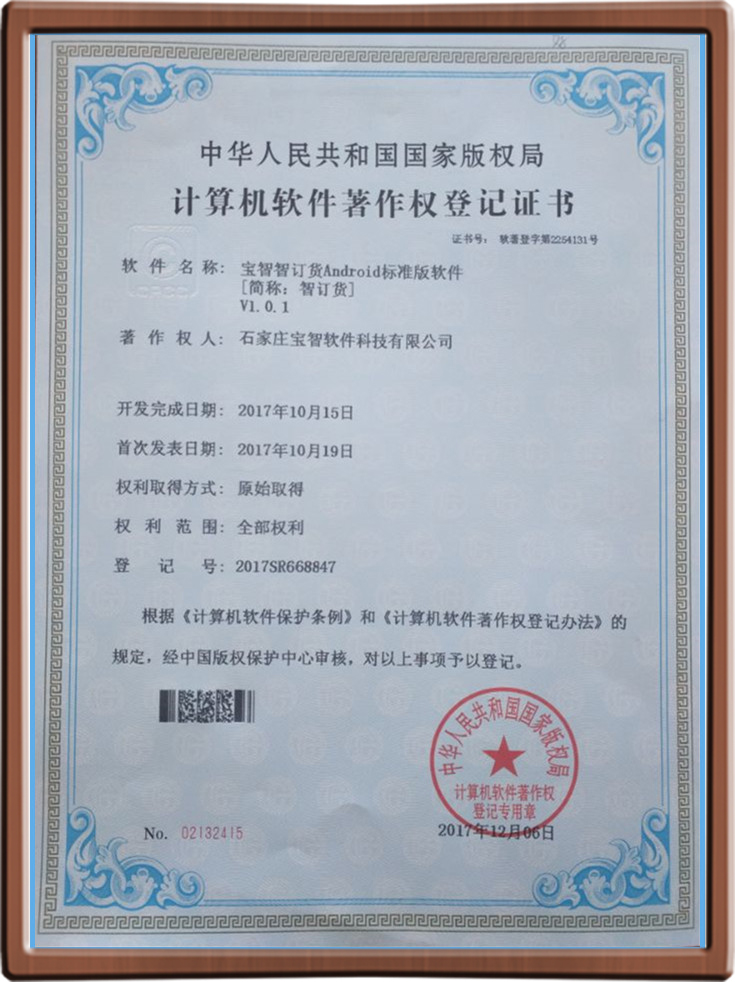 中华人民共和国国家版权局
计算机软件著作权登记证书
证书号： 软著登字第2254131号
软件名称： 宝智智订货Android标准版软件
[简称：智订货]
V1.0.1
著作权人： 石家庄宝智软件科技有限公司
开发完成日期： 2017年10月15日
首次发表日期： 2017年10月19日
权利取得方式： 原始取得
权利范围： 全部权利
登记号： 2017SR668847
根据《计算机软件保护条例》和《计算机软件著作权登记办法》的
规定，经中国版权保护中心审核，对以上事项予以登记。
中华人民共和国国家版权局
计算机软件著作权
登记专用章
No. 02132415
2017年12月06日